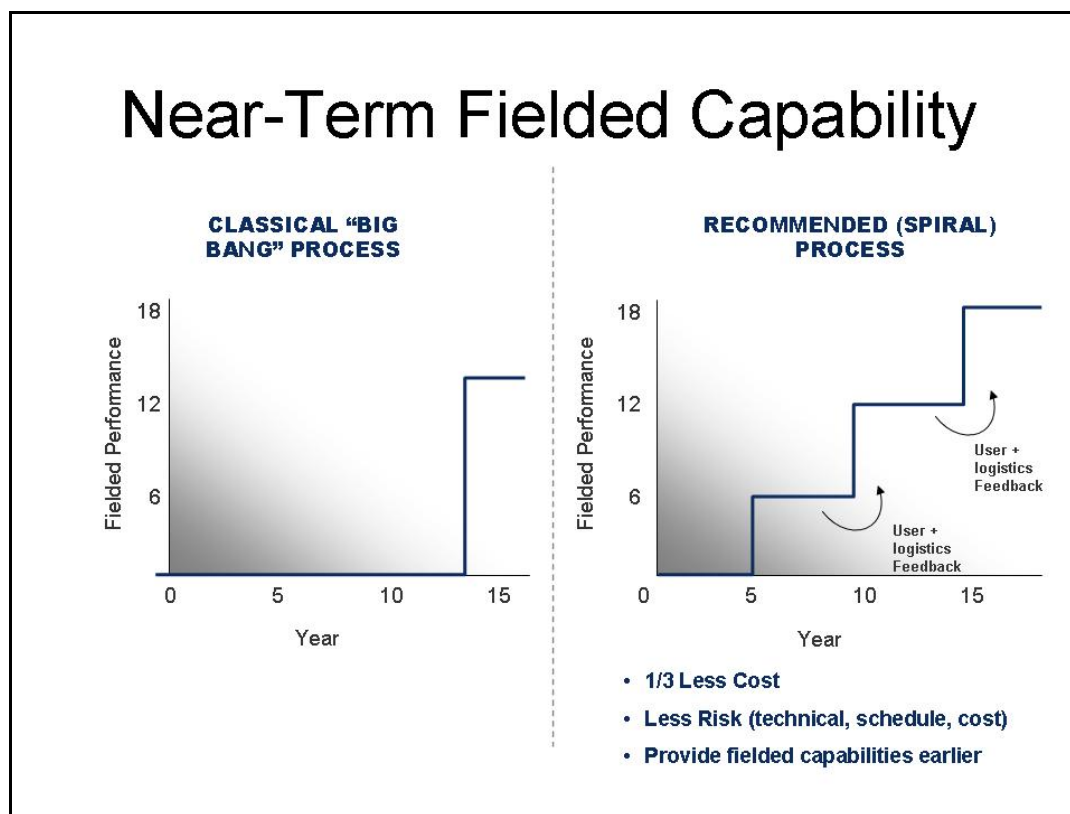 Near-Term Fielded Capability
CLASSICAL “BIG
BANG” PROCESS
18
12
6
Fielded Performance
0 5 10 15
Year
RECOMMENDED (SPIRAL)
PROCESS
18
12
6
Fielded Performance
User +
logistics
Feedback
User +
logistics
Feedback
0 5 10 15
Year
• 1/3 Less Cost
• Less Risk (technical, schedule, cost)
• Provide fielded capabilities earlier